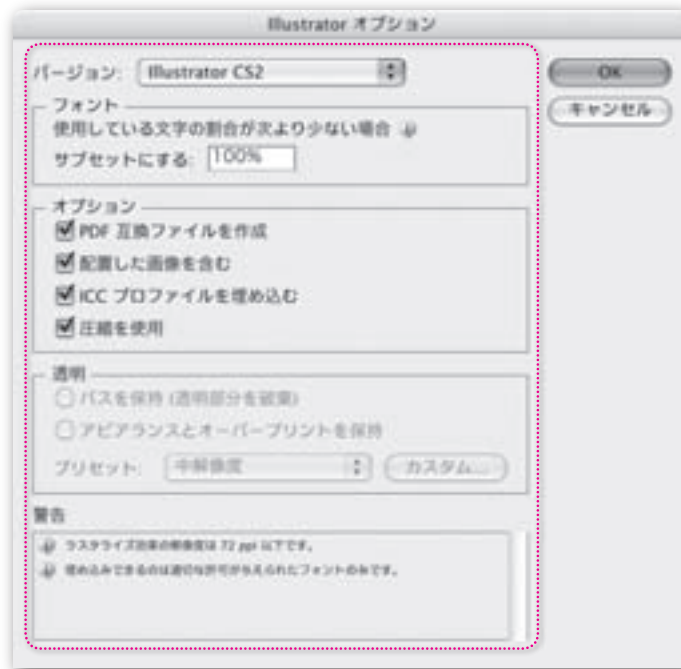 Illustrator オプション
バージョン: Illustrator CS2
OK
キャンセル
フォント
使用している文字の割合が次より少ない場合
サブセットにする: 100%
オプション
PDF 互換ファイルを作成
配置した画像を含む
ICC プロファイルを埋め込む
圧縮を使用
透明
パスを保持 (透明部分を破棄)
アピアランスとオーバープリントを保持
プリセット: 中解像度 カスタム...
警告
ラスタライズ効果の解像度は 72 ppi 以下です。
埋め込みできるのは適切な許可が与えられたフォントのみです。